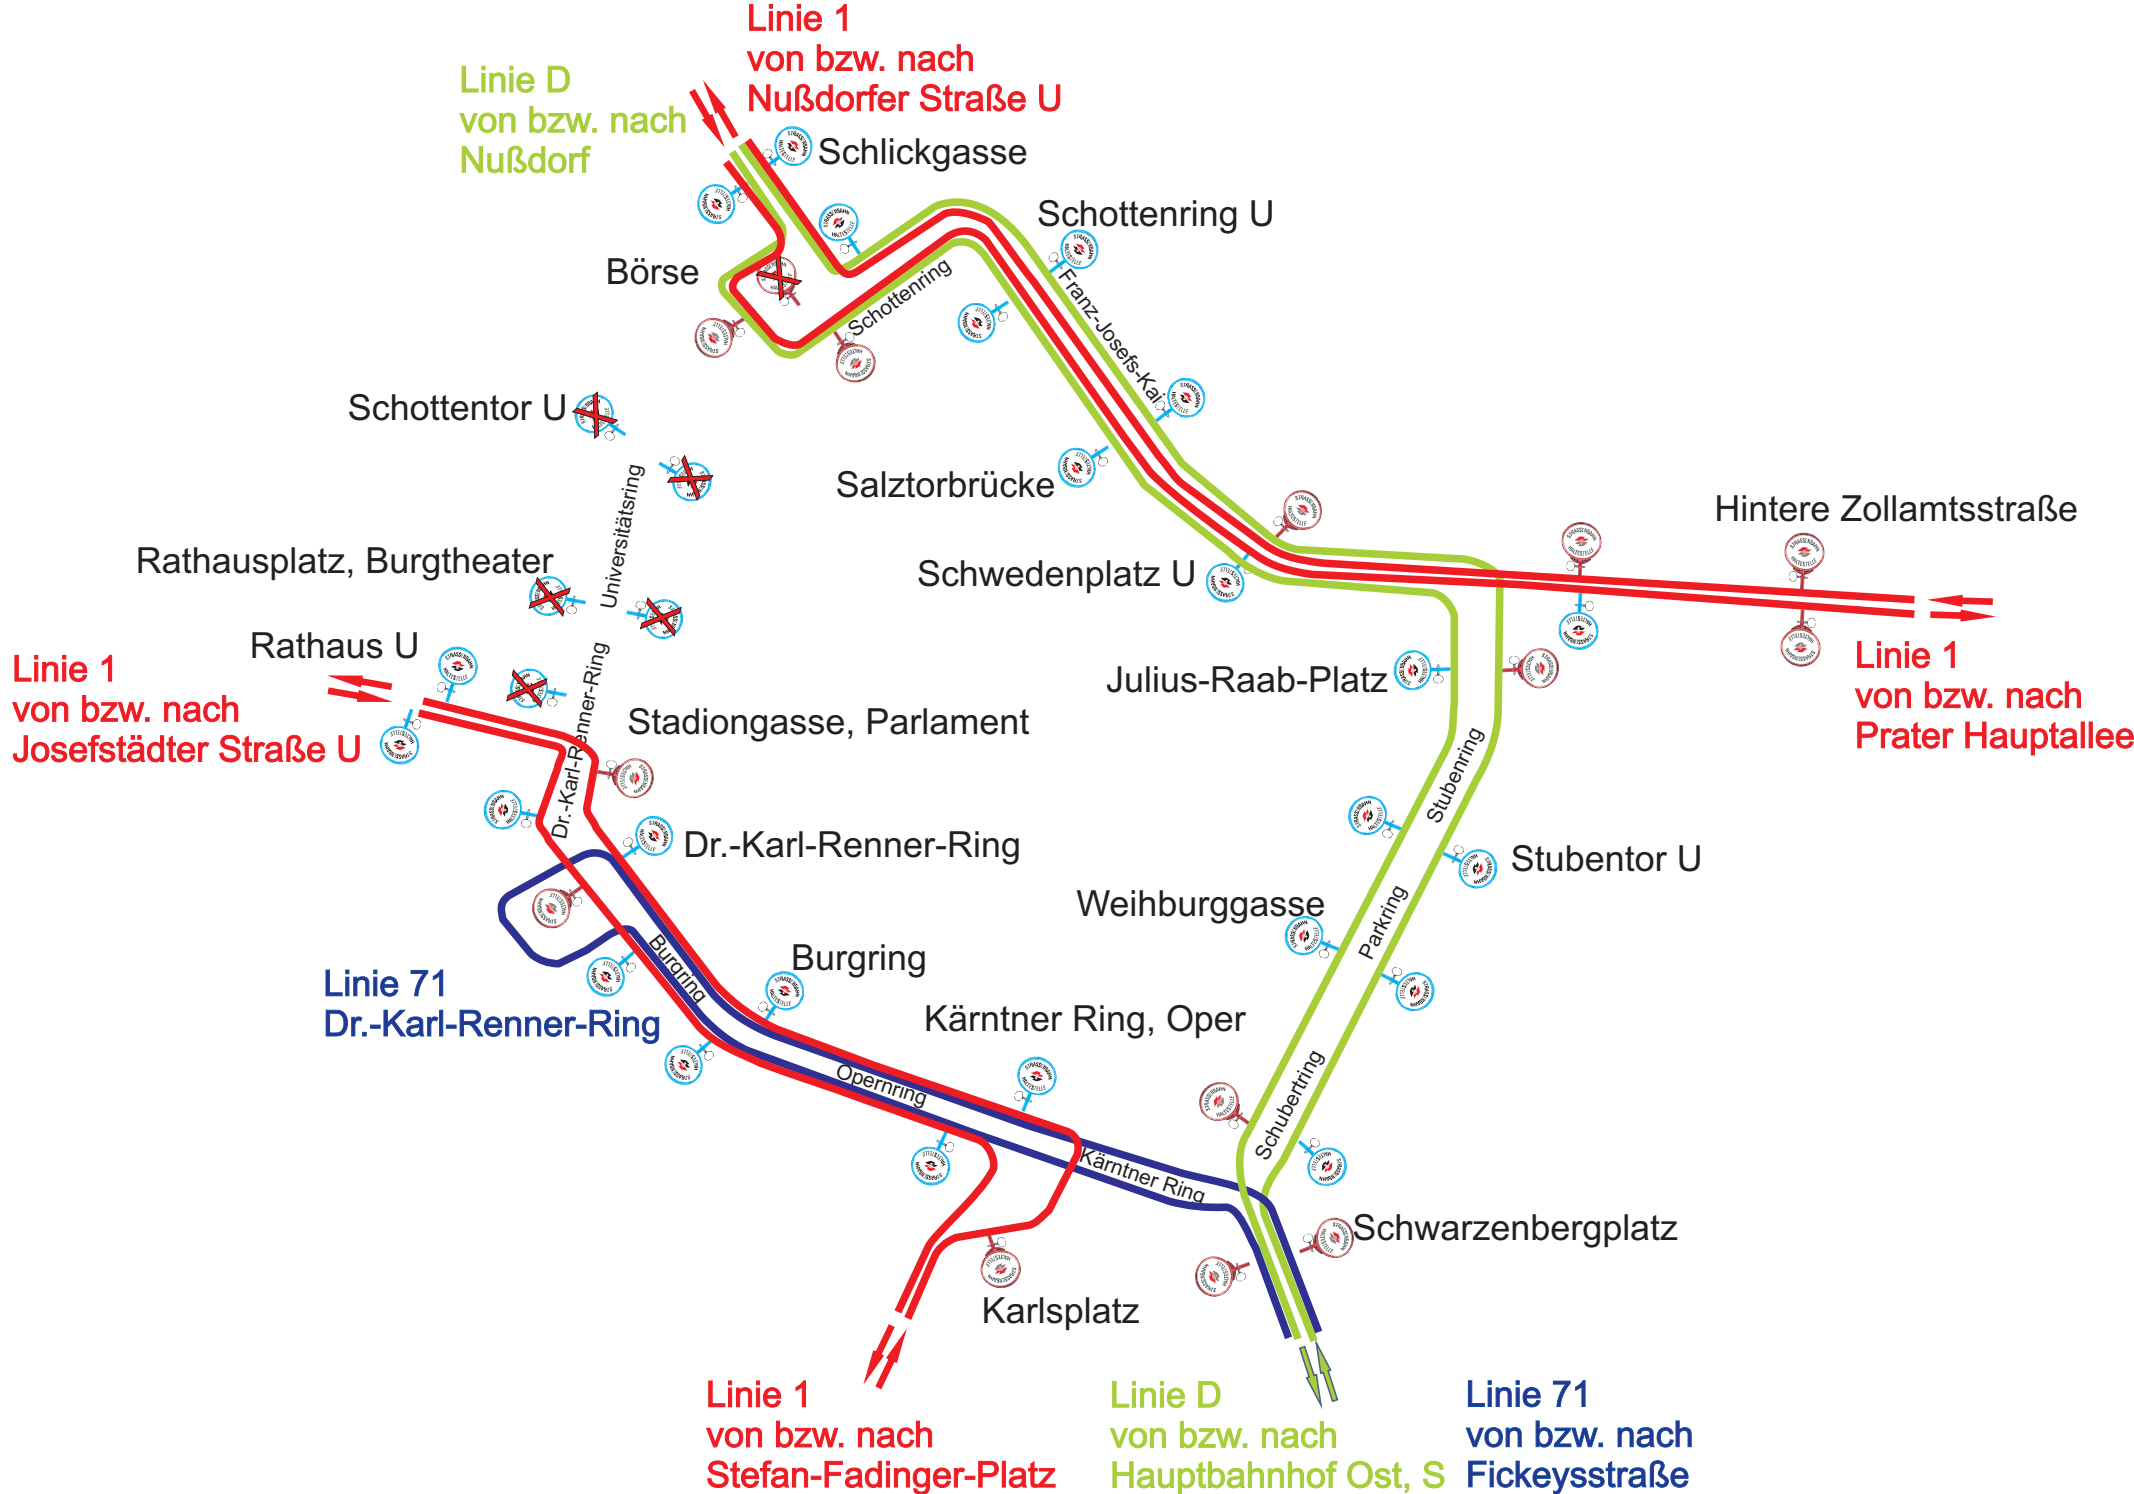 Linie 1
von bzw. nach
Nußdorfer Straße U
Linie D
von bzw. nach
Nußdorf
Schlickgasse
Schottenring U
Börse
Schottenring
Franz-Josefs-Kai
Schottentor U
Universitätsring
Salztorbrücke
Hintere Zollamtsstraße
Rathausplatz, Burgtheater
Schwedenplatz U
Rathaus U
Linie 1
von bzw. nach
Josefstädter Straße U
Dr.-Karl-Renner-Ring
Stadiongasse, Parlament
Julius-Raab-Platz
Linie 1
von bzw. nach
Prater Hauptallee
Stubenring
Dr.-Karl-Renner-Ring
Stubentor U
Weihburggasse
Parkring
Burgring
Burgring
Linie 71
Dr.-Karl-Renner-Ring
Kärntner Ring, Oper
Opernring
Schubertring
Kärntner Ring
Schwarzenbergplatz
Karlsplatz
Linie 1
von bzw. nach
Stefan-Fadinger-Platz
Linie D
von bzw. nach
Hauptbahnhof Ost, S
Linie 71
von bzw. nach
Fickeysstraße